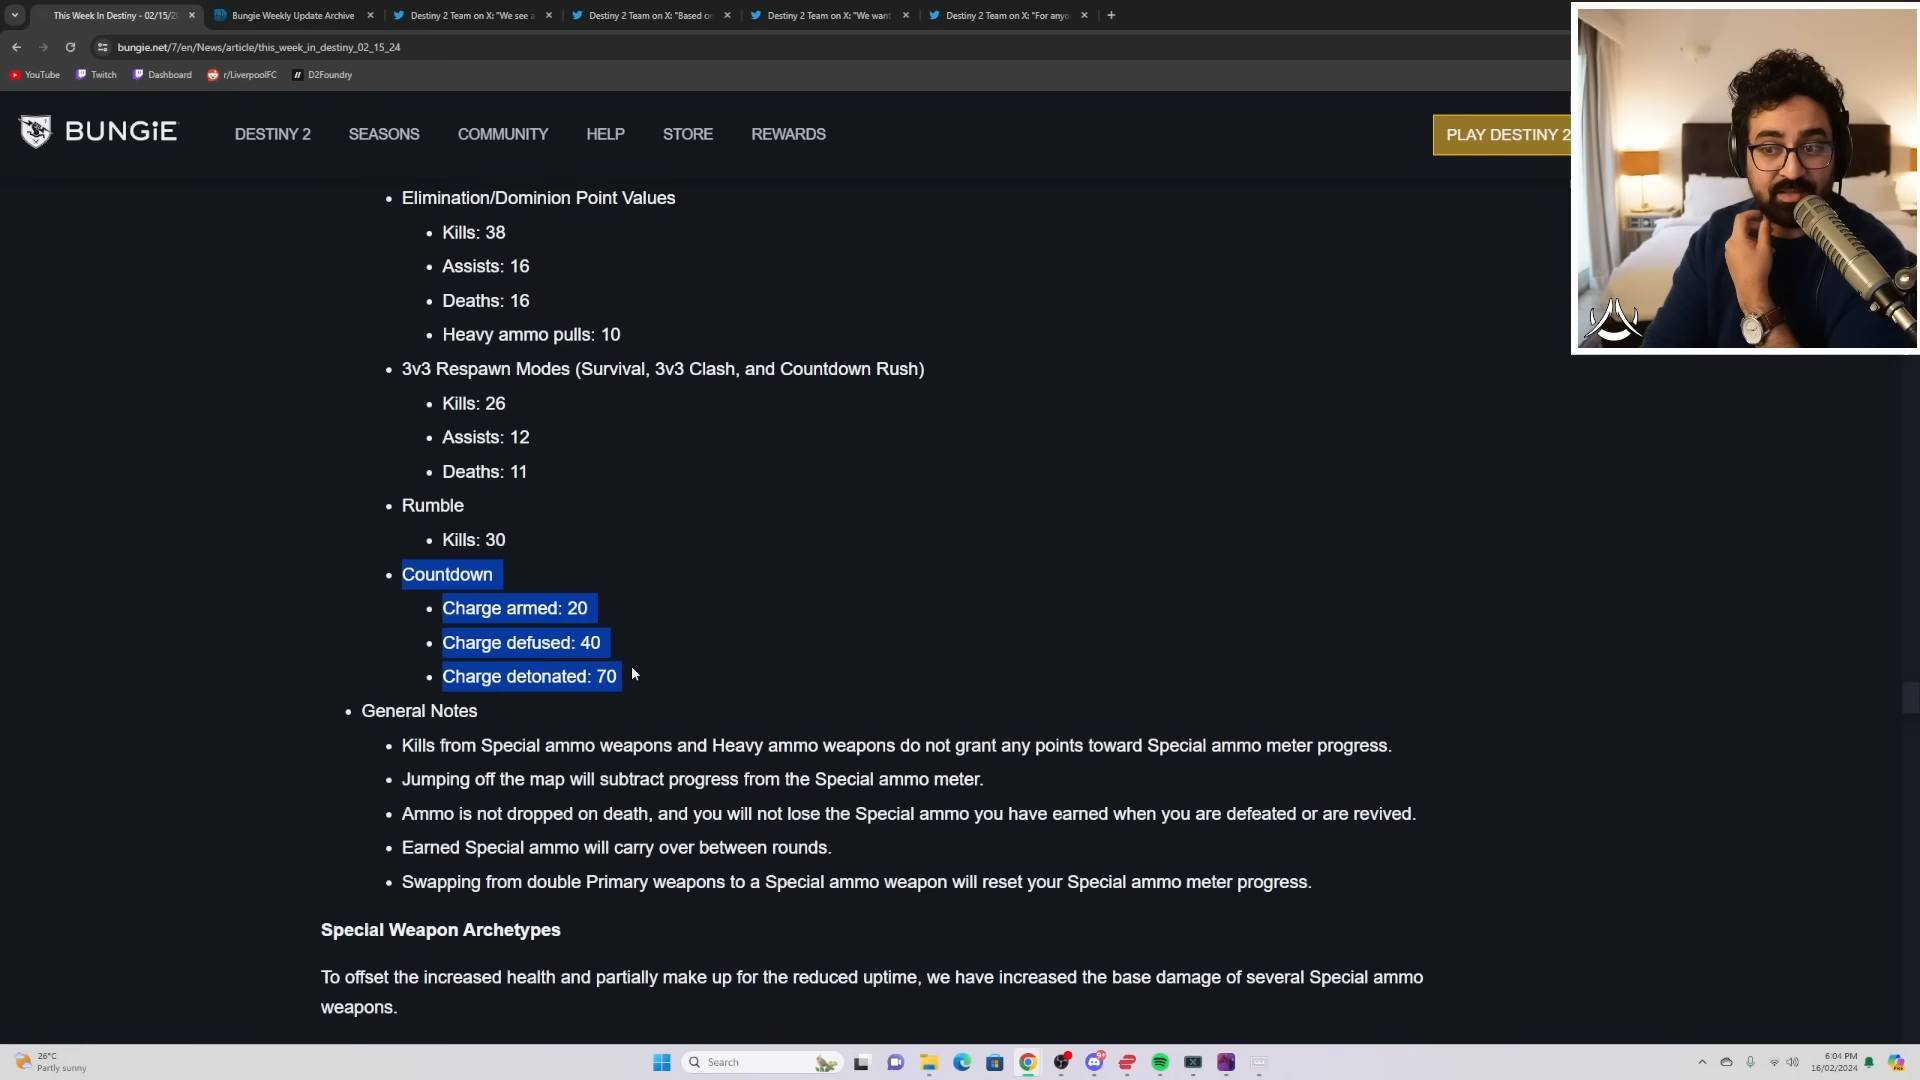 This Week In Destiny - 02/15/2
Bungie Weekly Update Archive
Destiny 2 Team on X: "We see a
Destiny 2 Team on X: "Based on
Destiny 2 Team on X: "We want
Destiny 2 Team on X: "For anyo
bungie.net/7/en/News/article/this_week_in_destiny_02_15_24
YouTube
Twitch
Dashboard
r/LiverpoolFC
D2Foundry
BUNGiE
DESTINY 2
SEASONS
COMMUNITY
HELP
STORE
REWARDS
PLAY DESTINY 2
Elimination/Dominion Point Values
Kills: 38
Assists: 16
Deaths: 16
Heavy ammo pulls: 10
3v3 Respawn Modes (Survival, 3v3 Clash, and Countdown Rush)
Kills: 26
Assists: 12
Deaths: 11
Rumble
Kills: 30
Countdown
Charge armed: 20
Charge defused: 40
Charge detonated: 70
General Notes
Kills from Special ammo weapons and Heavy ammo weapons do not grant any points toward Special ammo meter progress.
Jumping off the map will subtract progress from the Special ammo meter.
Ammo is not dropped on death, and you will not lose the Special ammo you have earned when you are defeated or are revived.
Earned Special ammo will carry over between rounds.
Swapping from double Primary weapons to a Special ammo weapon will reset your Special ammo meter progress.
Special Weapon Archetypes
To offset the increased health and partially make up for the reduced uptime, we have increased the base damage of several Special ammo
weapons.
26°C
Partly sunny
Search
6:04 PM
16/02/2024